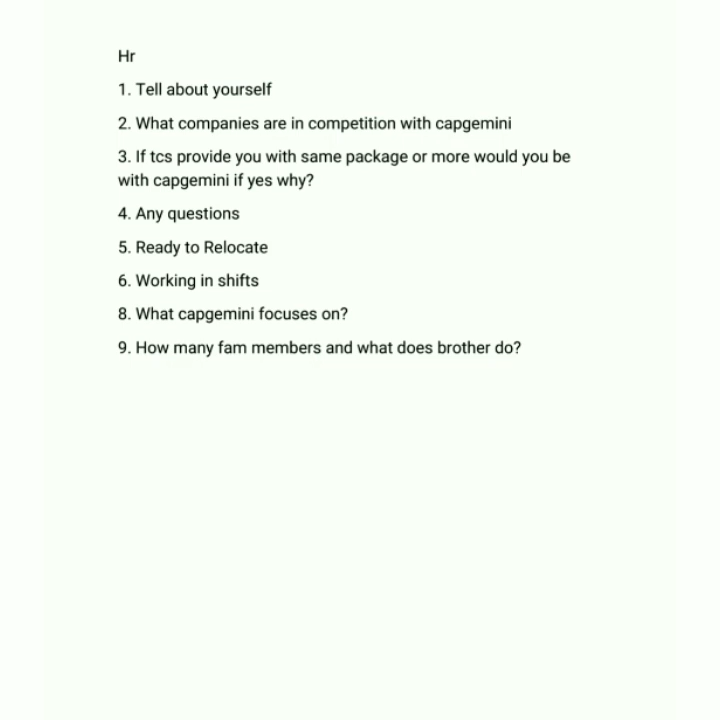 Hr
1. Tell about yourself
2. What companies are in competition with capgemini
3. If tcs provide you with same package or more would you be
with capgemini if yes why?
4. Any questions
5. Ready to Relocate
6. Working in shifts
8. What capgemini focuses on?
9. How many fam members and what does brother do?